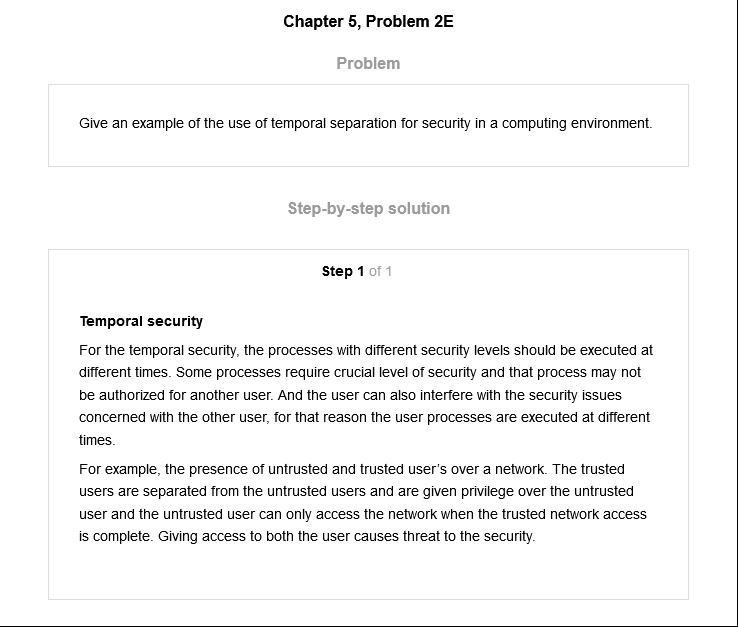 Chapter 5, Problem 2E
Problem
Give an example of the use of temporal separation for security in a computing environment.
Step-by-step solution
Step 1 of 1
Temporal security
For the temporal security, the processes with different security levels should be executed at
different times. Some processes require crucial level of security and that process may not
be authorized for another user. And the user can also interfere with the security issues
concerned with the other user, for that reason the user processes are executed at different
times.
For example, the presence of untrusted and trusted user’s over a network. The trusted
users are separated from the untrusted users and are given privilege over the untrusted
user and the untrusted user can only access the network when the trusted network access
is complete. Giving access to both the user causes threat to the security.